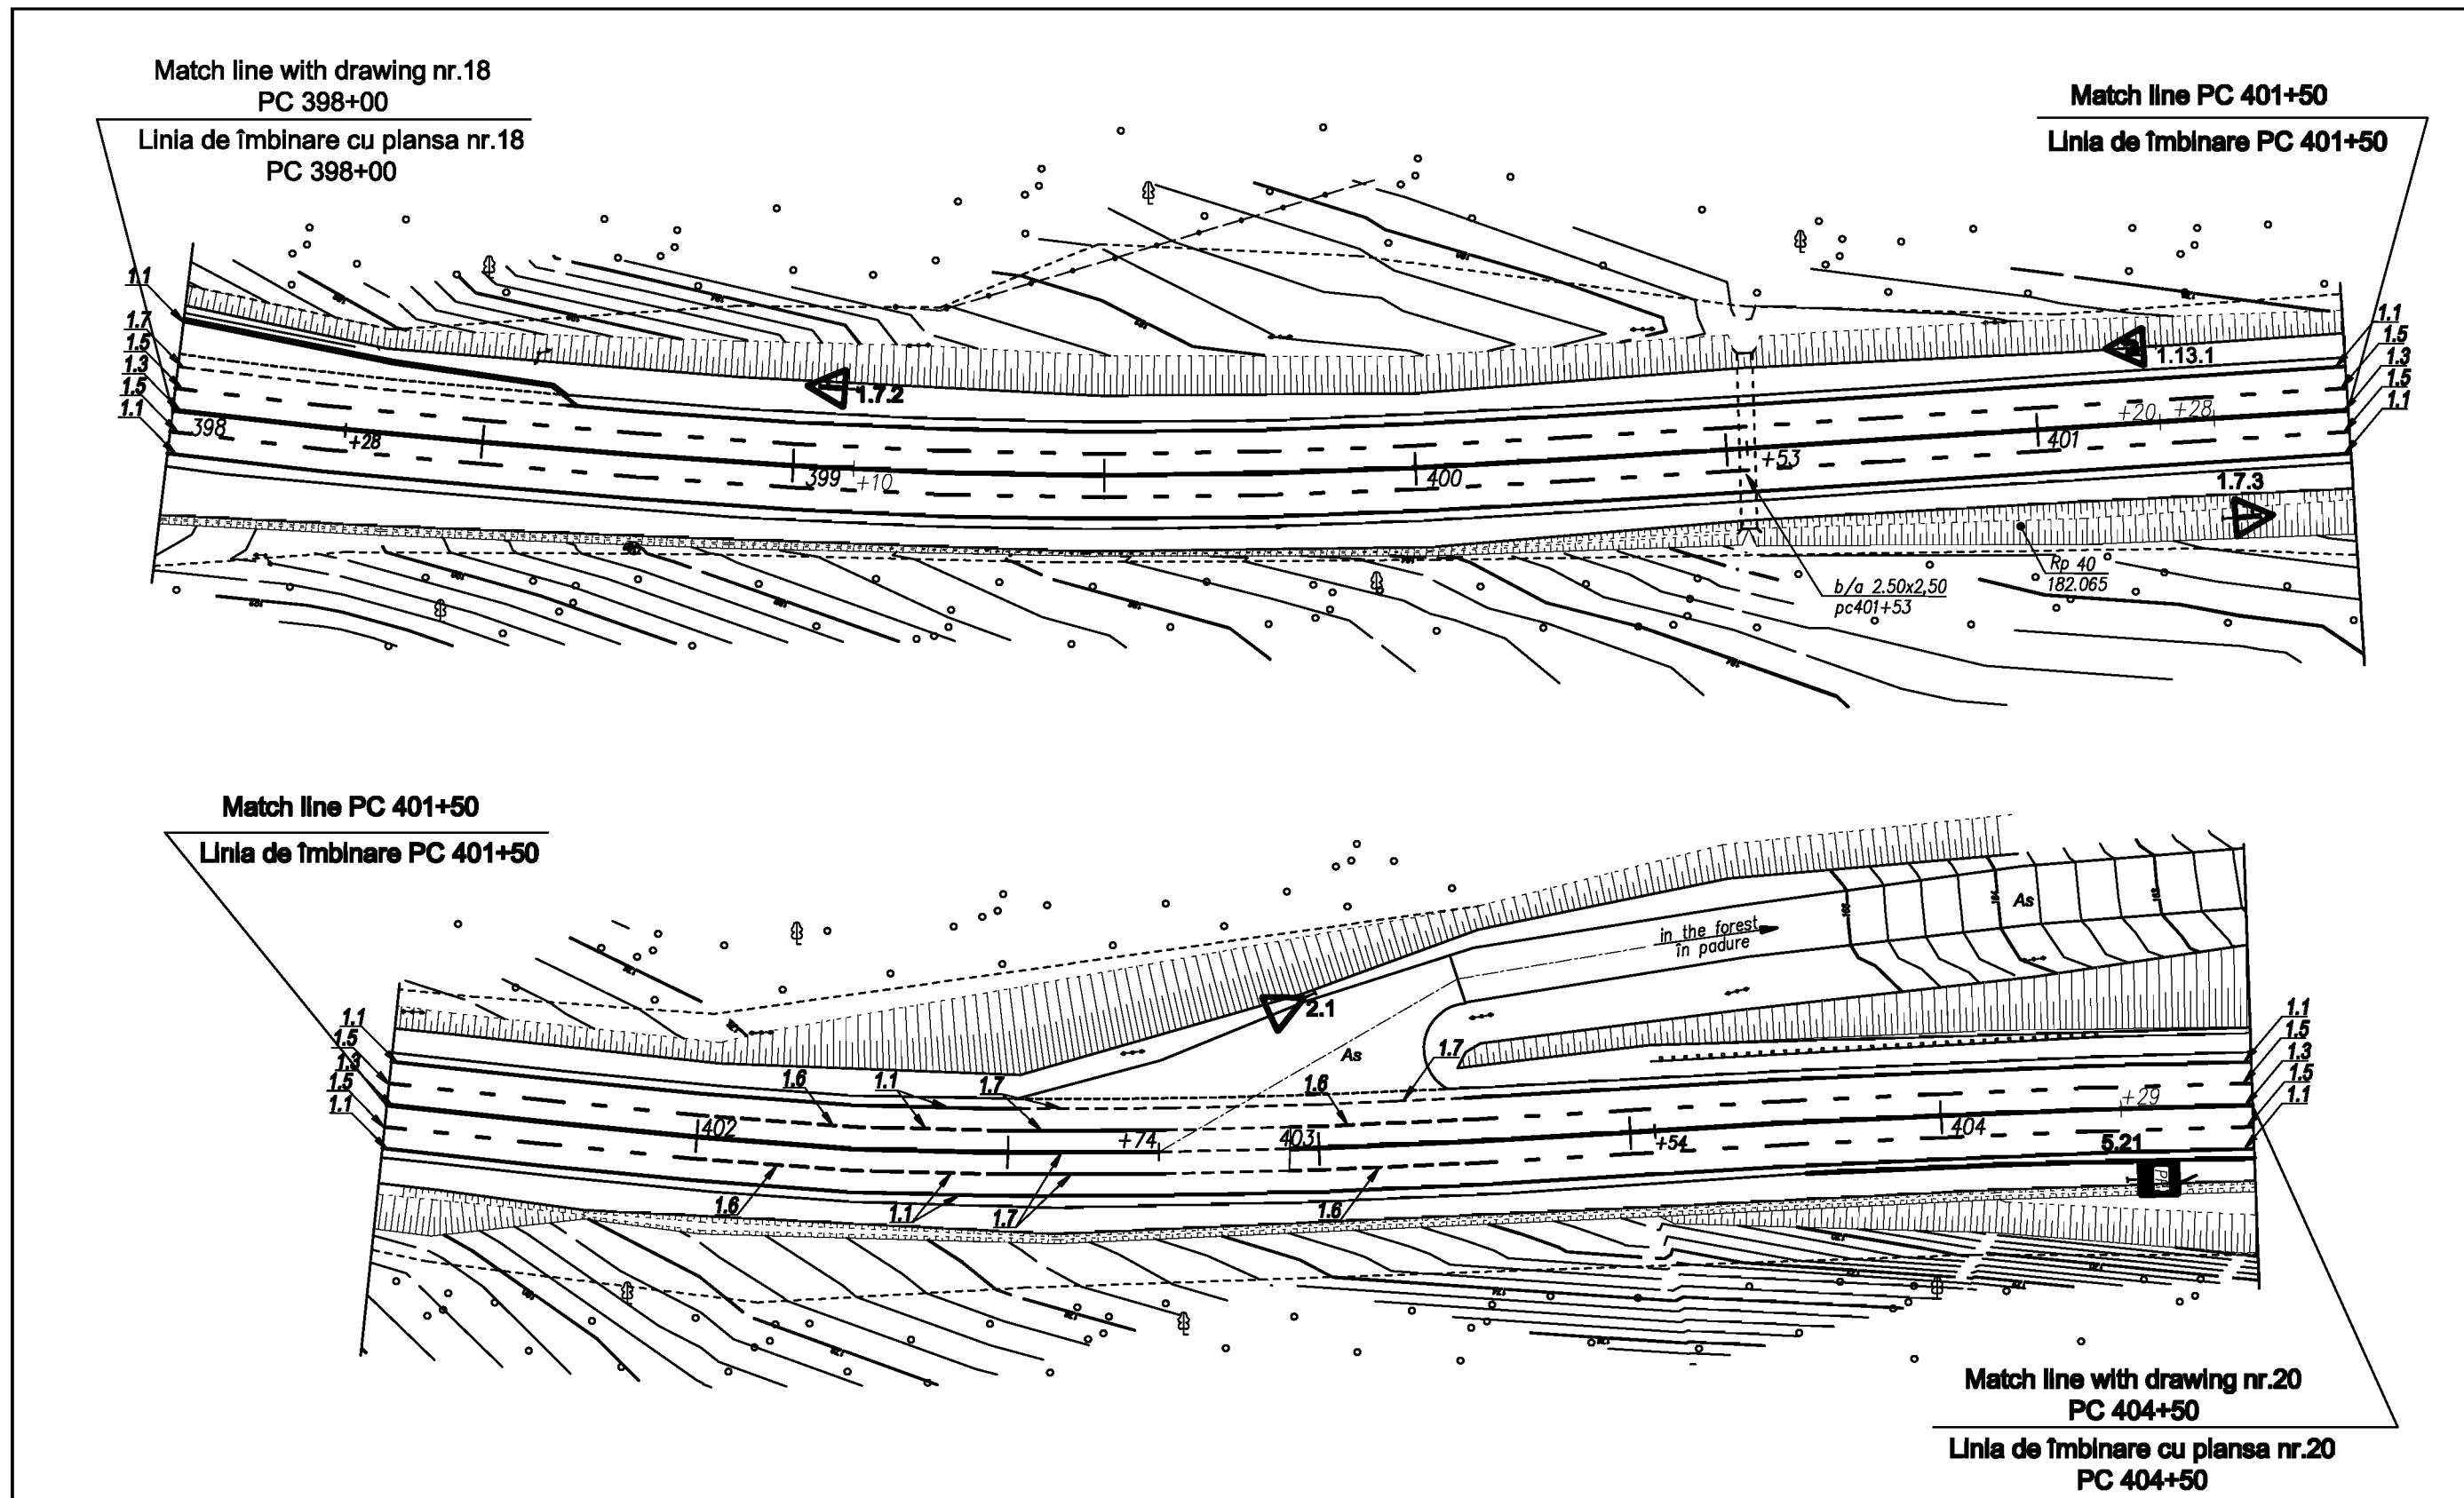 Match line with drawing nr.18
PC 398+00
Linia de îmbinare cu plansa nr.18
PC 398+00
Match line PC 401+50
Linia de îmbinare PC 401+50
1.1
1.7
1.5
1.3
1.5
1.5
1.1
398
+28
1.7.2
399
+10
400
+53
401
+20
+28
1.13.1
1.1
1.5
1.3
1.5
1.1
1.7.3
Rp 40
182.065
b/a 2.50x2,50
pc401+53
Match line PC 401+50
Linia de îmbinare PC 401+50
in the forest
în padure
As
2.1
As
1.1
1.5
1.3
1.5
1.1
1.6
1.1
1.7
1.6
1.7
402
+74
403
+54
404
+29
5.21
1.6
1.1
1.7
1.6
1.1
1.5
1.3
1.5
1.1
Match line with drawing nr.20
PC 404+50
Linia de îmbinare cu plansa nr.20
PC 404+50